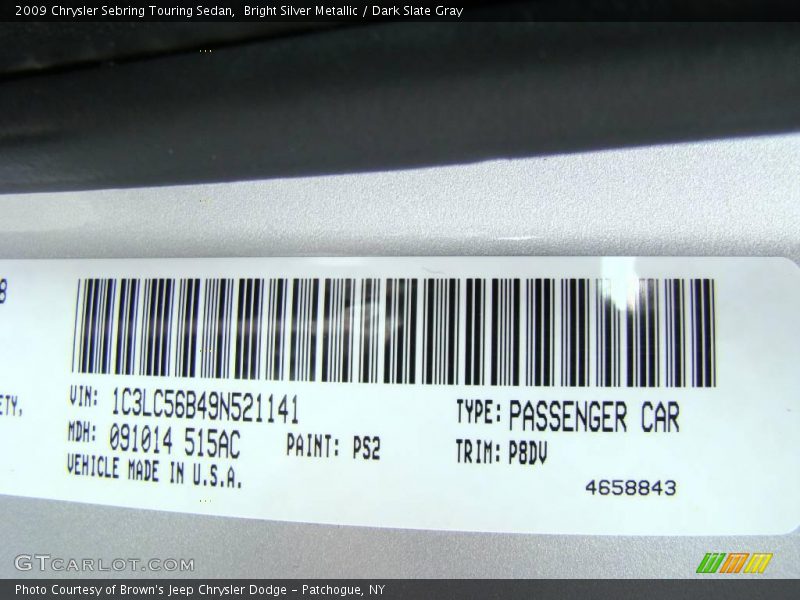 2009 Chrysler Sebring Touring Sedan,  Bright Silver Metallic / Dark Slate Gray
8
ETY,
VIN: 1C3LC56B49N521141
TYPE: PASSENGER CAR
MDH: 091014 515AC
PAINT: PS2
TRIM: P8DV
VEHICLE MADE IN U.S.A.
4658843
GTCARLOT.COM
Photo Courtesy of Brown's Jeep Chrysler Dodge – Patchogue, NY